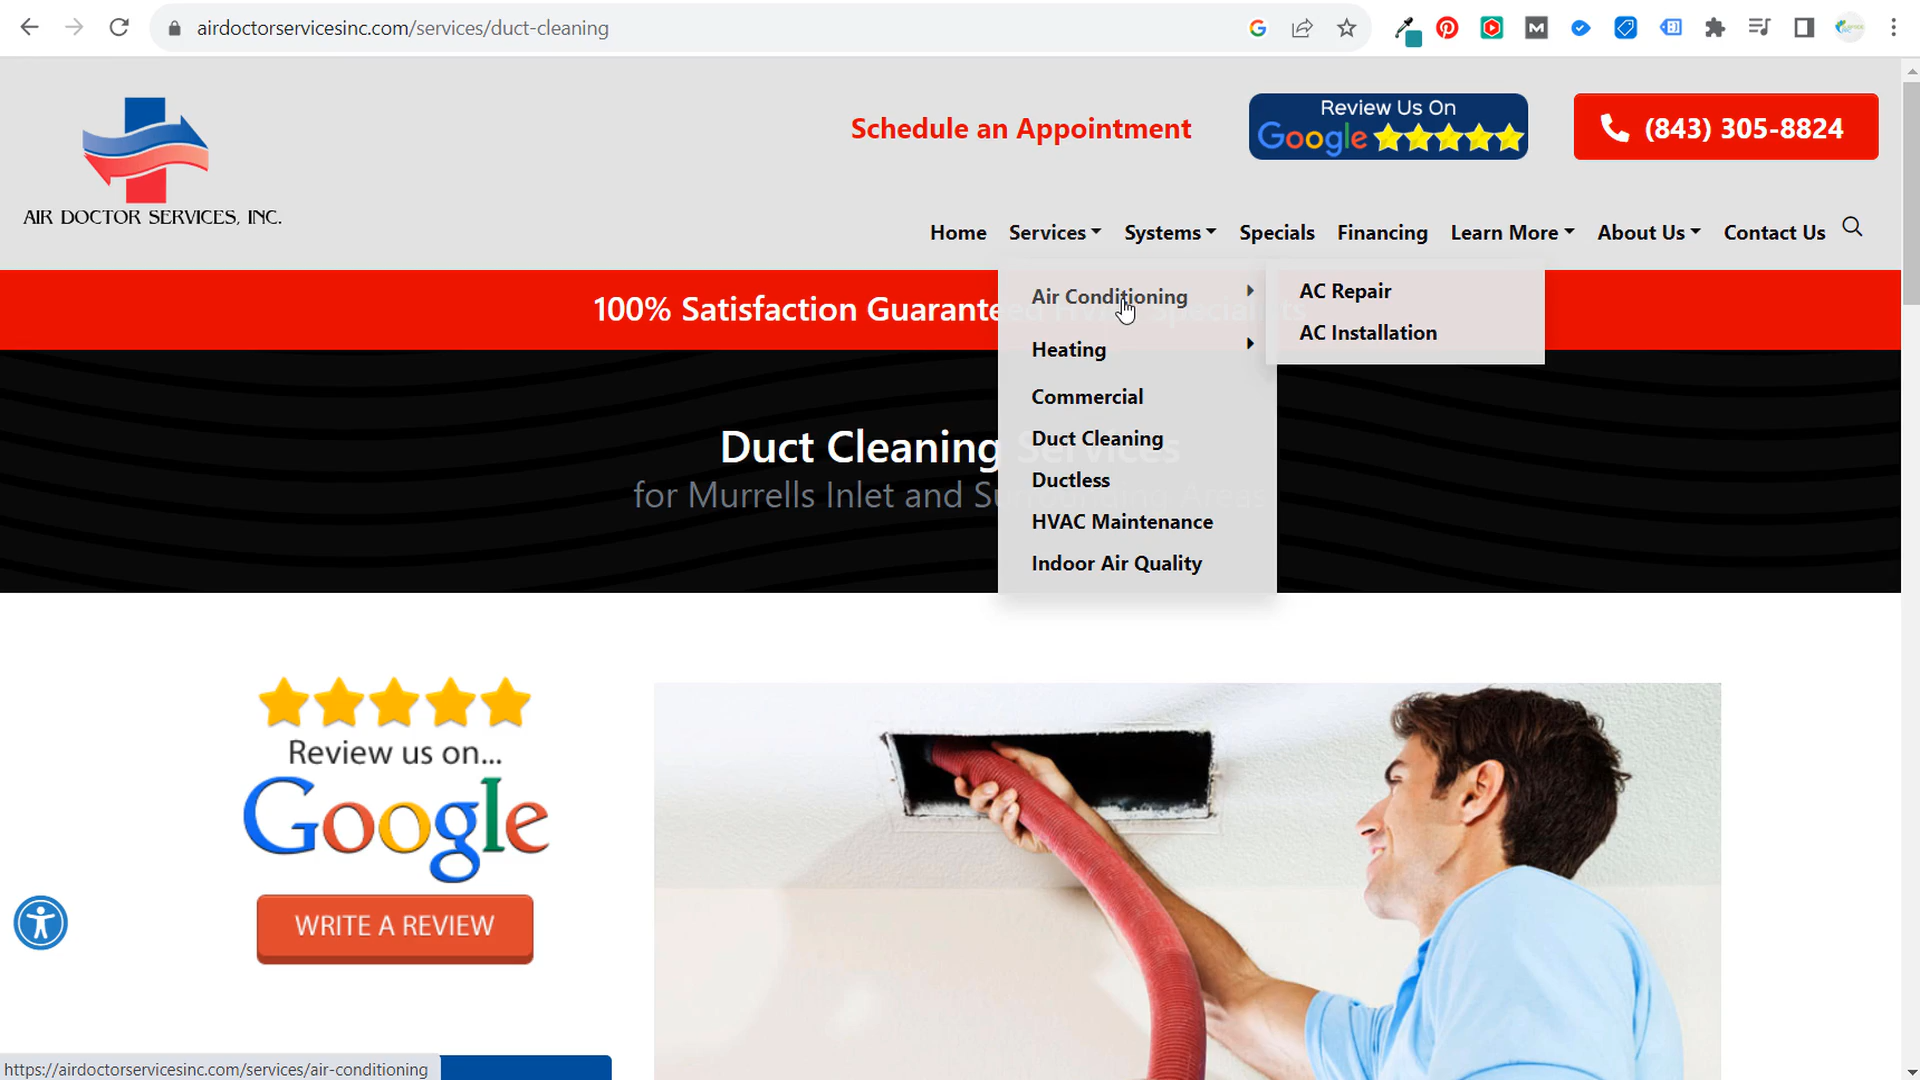 airdoctorservicesinc.com/services/duct-cleaning
Schedule an Appointment
Review Us On
Google
(843) 305-8824
AIR DOCTOR SERVICES, INC.
Home Services Systems Specials Financing Learn More About Us Contact Us
100% Satisfaction Guaranteed HVAC Specialists
Air Conditioning
AC Repair
AC Installation
Heating
Commercial
Duct Cleaning Services
for Murrells Inlet and Surrounding Areas
Duct Cleaning
Ductless
HVAC Maintenance
Indoor Air Quality
Review us on...
Google
WRITE A REVIEW
https://airdoctorservicesinc.com/services/air-conditioning